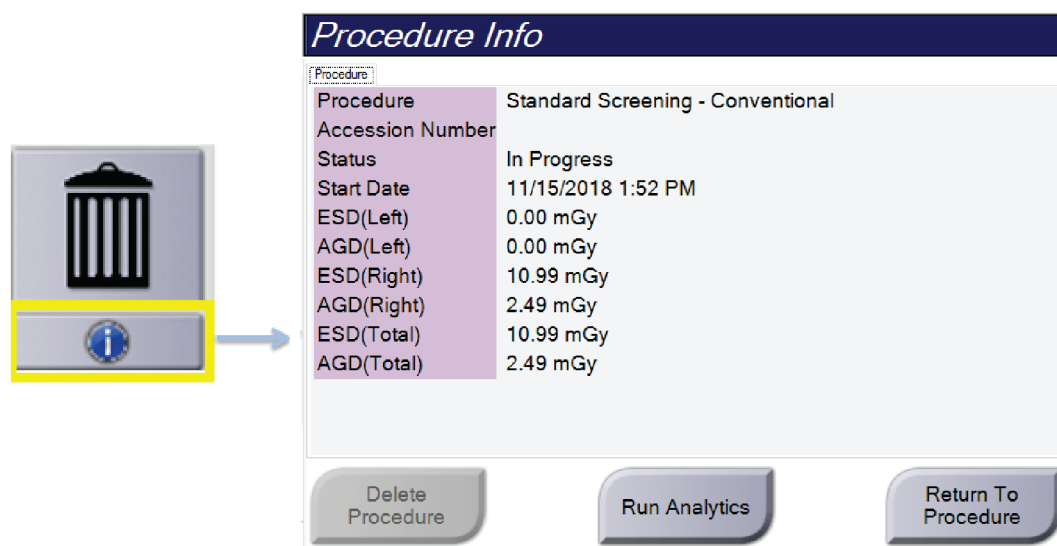 Procedure Info
Procedure
Procedure Standard Screening - Conventional
Accession Number
Status In Progress
Start Date 11/15/2018 1:52 PM
ESD(Left) 0.00 mGy
AGD(Left) 0.00 mGy
ESD(Right) 10.99 mGy
AGD(Right) 2.49 mGy
ESD(Total) 10.99 mGy
AGD(Total) 2.49 mGy
Delete
Procedure
Run Analytics
Return To
Procedure